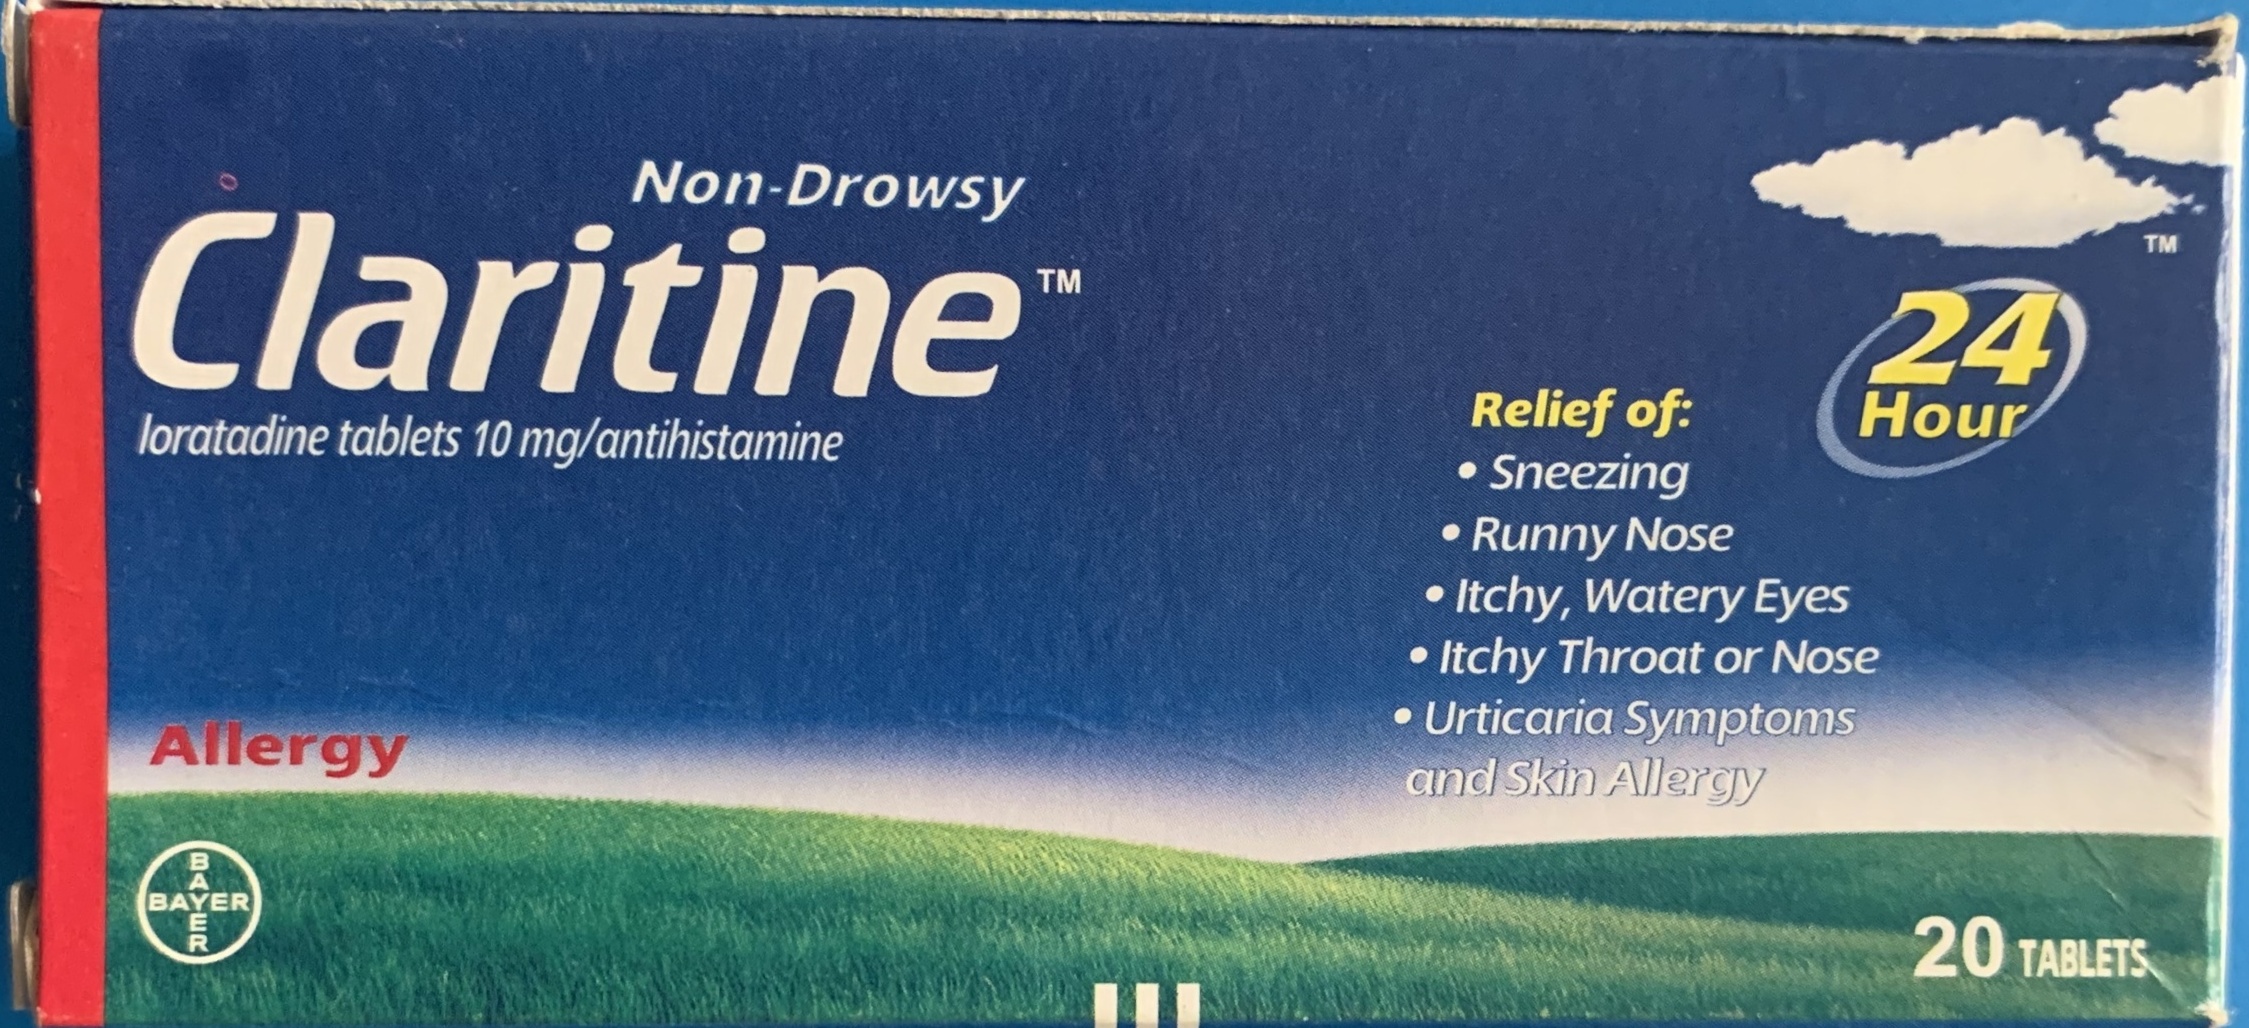 Non-Drowsy
Claritine™
loratadine tablets 10 mg/antihistamine
™
24
Hour
Relief of:
• Sneezing
• Runny Nose
• Itchy, Watery Eyes
• Itchy Throat or Nose
• Urticaria Symptoms
and Skin Allergy
Allergy
BAYER
BAYER
20 TABLETS